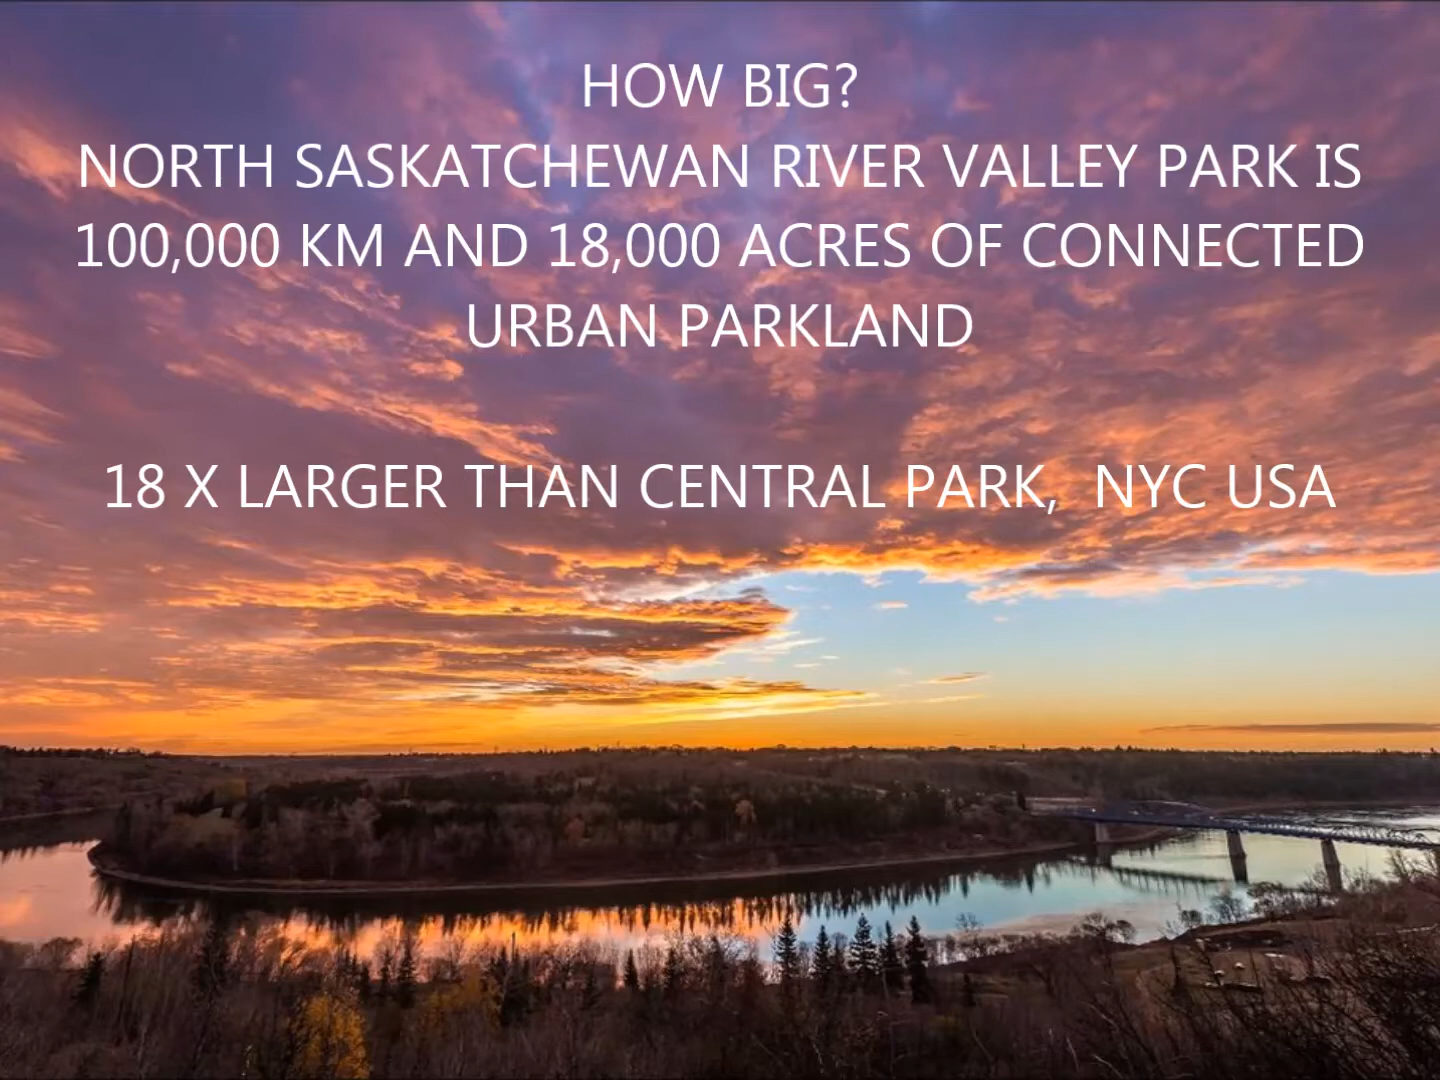 HOW BIG?
NORTH SASKATCHEWAN RIVER VALLEY PARK IS
100,000 KM AND 18,000 ACRES OF CONNECTED
URBAN PARKLAND
18 X LARGER THAN CENTRAL PARK, NYC USA